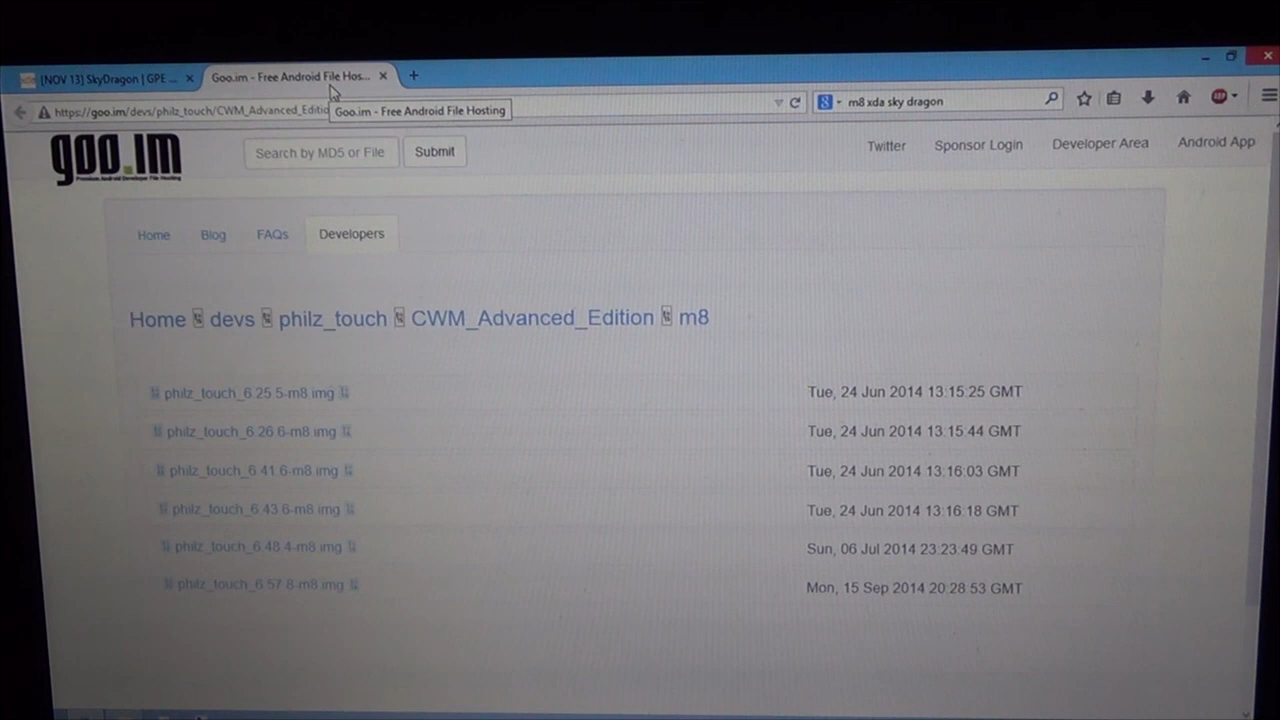 [NOV 13] SkyDragon | GPE ...
Goo.im - Free Android File Hos...
https://goo.im/devs/philz_touch/CWM_Advanced_Editio
Goo.im - Free Android File Hosting
m8 xda sky dragon
goo.im
Premium Android Developer File Hosting
Search by MD5 or File
Submit
Twitter
Sponsor Login
Developer Area
Android App
Home
Blog
FAQs
Developers
Home devs philz_touch CWM_Advanced_Edition m8
philz_touch_6.25.5-m8.img Tue, 24 Jun 2014 13:15:25 GMT
philz_touch_6.26.6-m8.img Tue, 24 Jun 2014 13:15:44 GMT
philz_touch_6.41.6-m8.img Tue, 24 Jun 2014 13:16:03 GMT
philz_touch_6.43.6-m8.img Tue, 24 Jun 2014 13:16:18 GMT
philz_touch_6.48.4-m8.img Sun, 06 Jul 2014 23:23:49 GMT
philz_touch_6.57.8-m8.img Mon, 15 Sep 2014 20:28:53 GMT